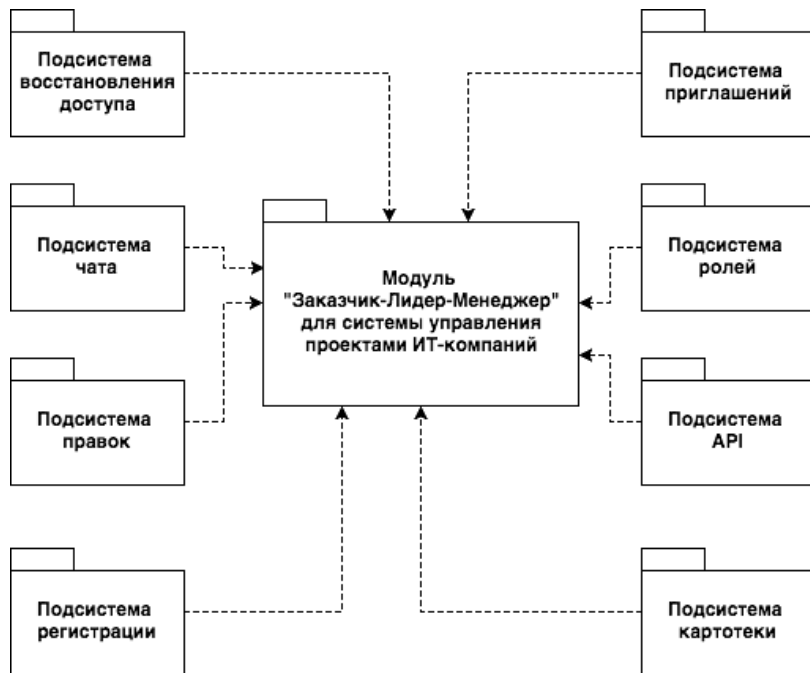 Подсистема
восстановления
доступа
Подсистема
приглашений
Подсистема
чата
Модуль
"Заказчик-Лидер-Менеджер"
для системы управления
проектами ИТ-компаний
Подсистема
ролей
Подсистема
правок
Подсистема
API
Подсистема
регистрации
Подсистема
картотеки